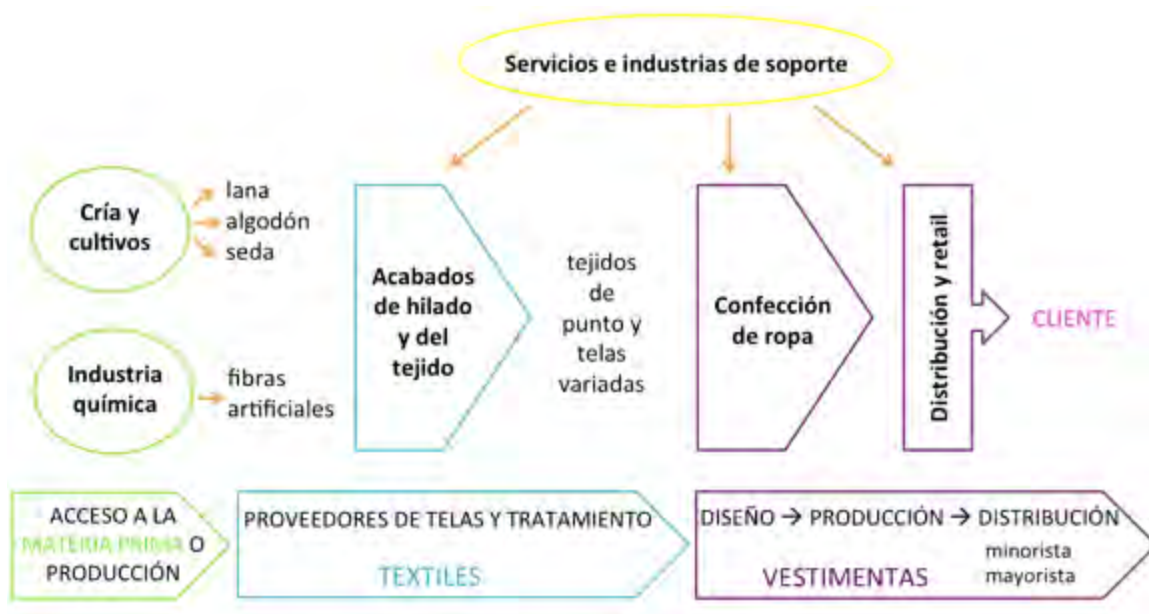 Servicios e industrias de soporte
Cría y
cultivos
lana
algodón
seda
Industria
química
fibras
artificiales
Acabados
de hilado
y del
tejido
tejidos
de
punto y
telas
variadas
Confección
de ropa
Distribución y retail
CLIENTE
ACCESO A LA
MATERIA PRIMA O
PRODUCCIÓN
PROVEEDORES DE TELAS Y TRATAMIENTO
TEXTILES
DISEÑO → PRODUCCIÓN → DISTRIBUCIÓN
minorista
mayorista
VESTIMENTAS